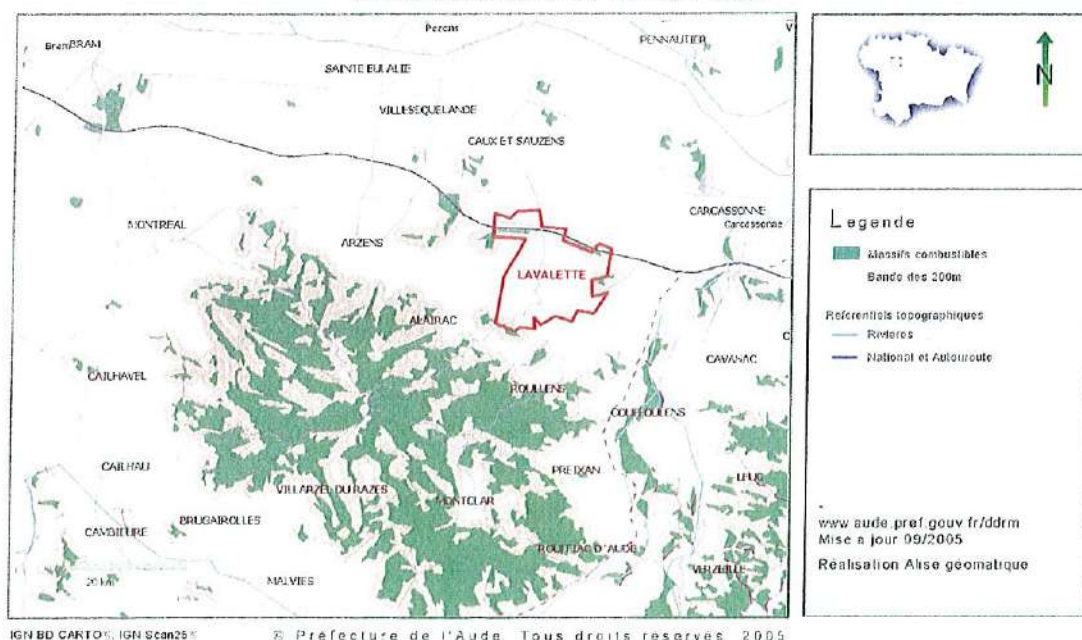 Bram BRAM
Pezens
PENNAUTIER
V
SAINTE EULALIE
VILLESEQUELANDE
CAUX ET SAUZENS
MONTREAL
ARZENS
CARCASSONNE
Carcassonne
LAVALETTE
ALAIRAC
C
CAVANAC
CAILHAVEL
ROULLENS
COUFFOULENS
CAILHAU
PREIXAN
LEUC
VILLARZEL DU RAZES
MONTCLAR
BRUGAIROLLES
CAMBIEURE
ROUFFIAC D'AUDE
VERZEILLE
MALVIES
20 km
N
Legende
Massifs combustibles
Bande des 200m
Referentiels topographiques
Rivieres
National et Autoroute
www aude.pref.gouv fr/ddrm
Mise a jour 09/2005
Réalisation Alise géomatique
IGN BD CARTO®, IGN Scan25®
© Préfecture de l'Aude Tous droits reserves 2005